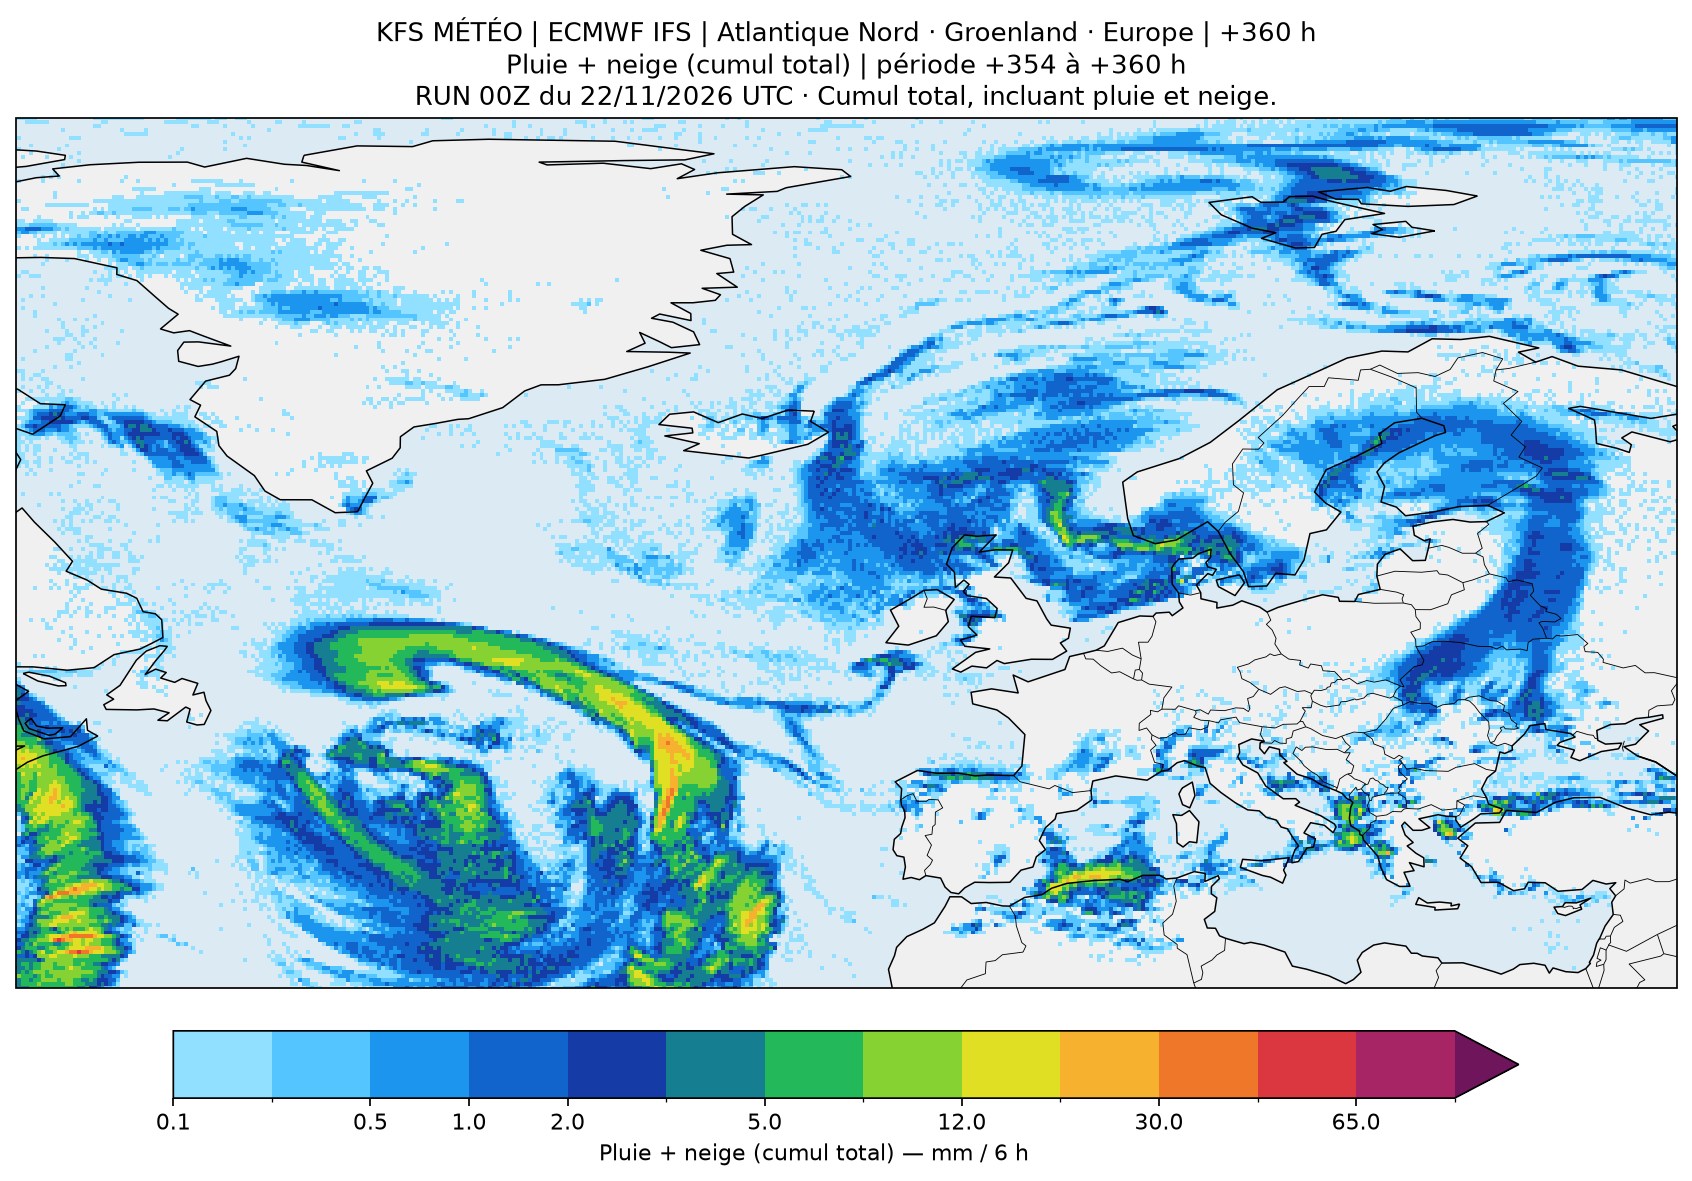 KFS MÉTÉO | ECMWF IFS | Atlantique Nord · Groenland · Europe | +360 h
Pluie + neige (cumul total) | période +354 à +360 h
RUN 00Z du 22/11/2026 UTC · Cumul total, incluant pluie et neige.
0.1 0.5 1.0 2.0 5.0 12.0 30.0 65.0
Pluie + neige (cumul total) — mm / 6 h